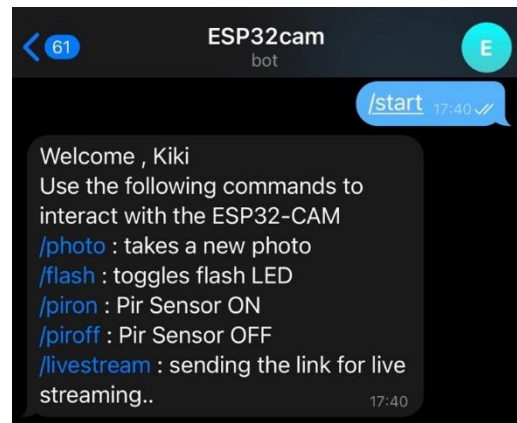 61
ESP32cam
bot
E
/start 17:40
Welcome , Kiki
Use the following commands to
interact with the ESP32-CAM
/photo : takes a new photo
/flash : toggles flash LED
/piron : Pir Sensor ON
/piroff : Pir Sensor OFF
/livestream : sending the link for live
streaming..
17:40